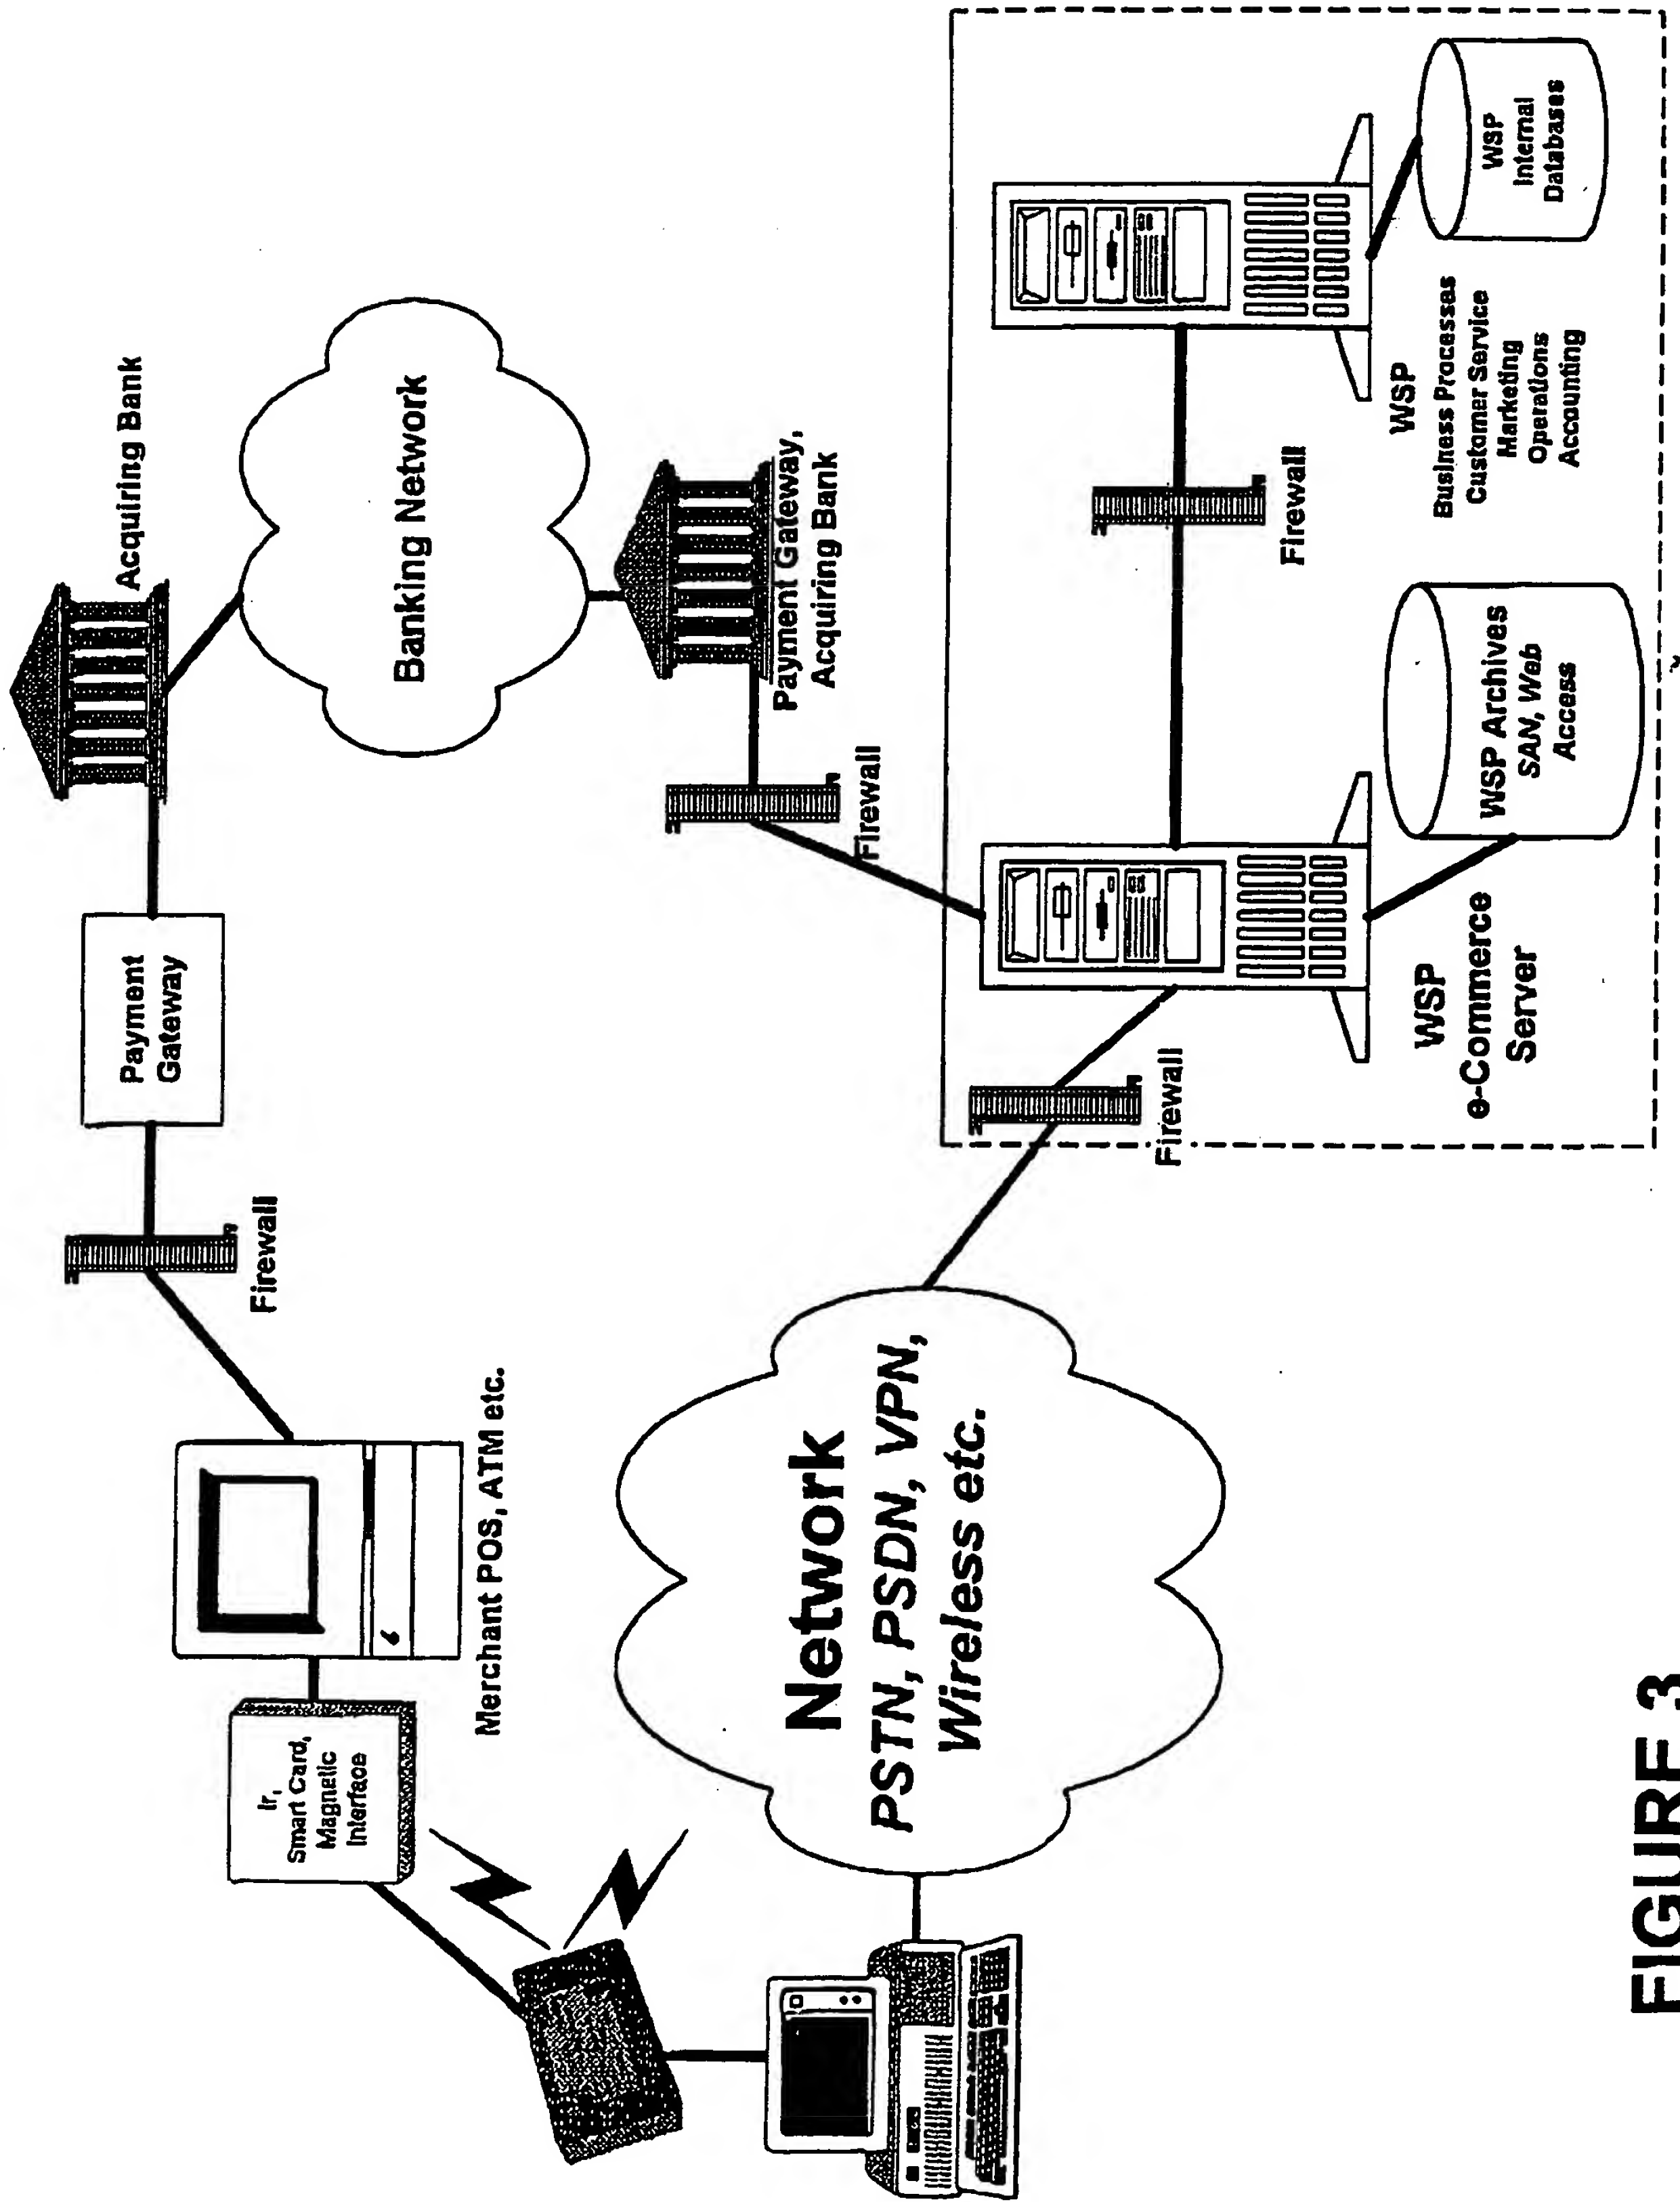 Ir,
Smart Card,
Magnetic
Interface
Merchant POS, ATM etc.
Firewall
Payment
Gateway
Acquiring Bank
Banking Network
Payment Gateway,
Acquiring Bank
Firewall
Network
PSTN, PSDN, VPN,
Wireless etc.
Firewall
WSP
e-Commerce
Server
WSP Archives
SAN, Web
Access
Firewall
WSP
Business Processes
Customer Service
Marketing
Operations
Accounting
WSP
Internal
Databases
FIGURE 3